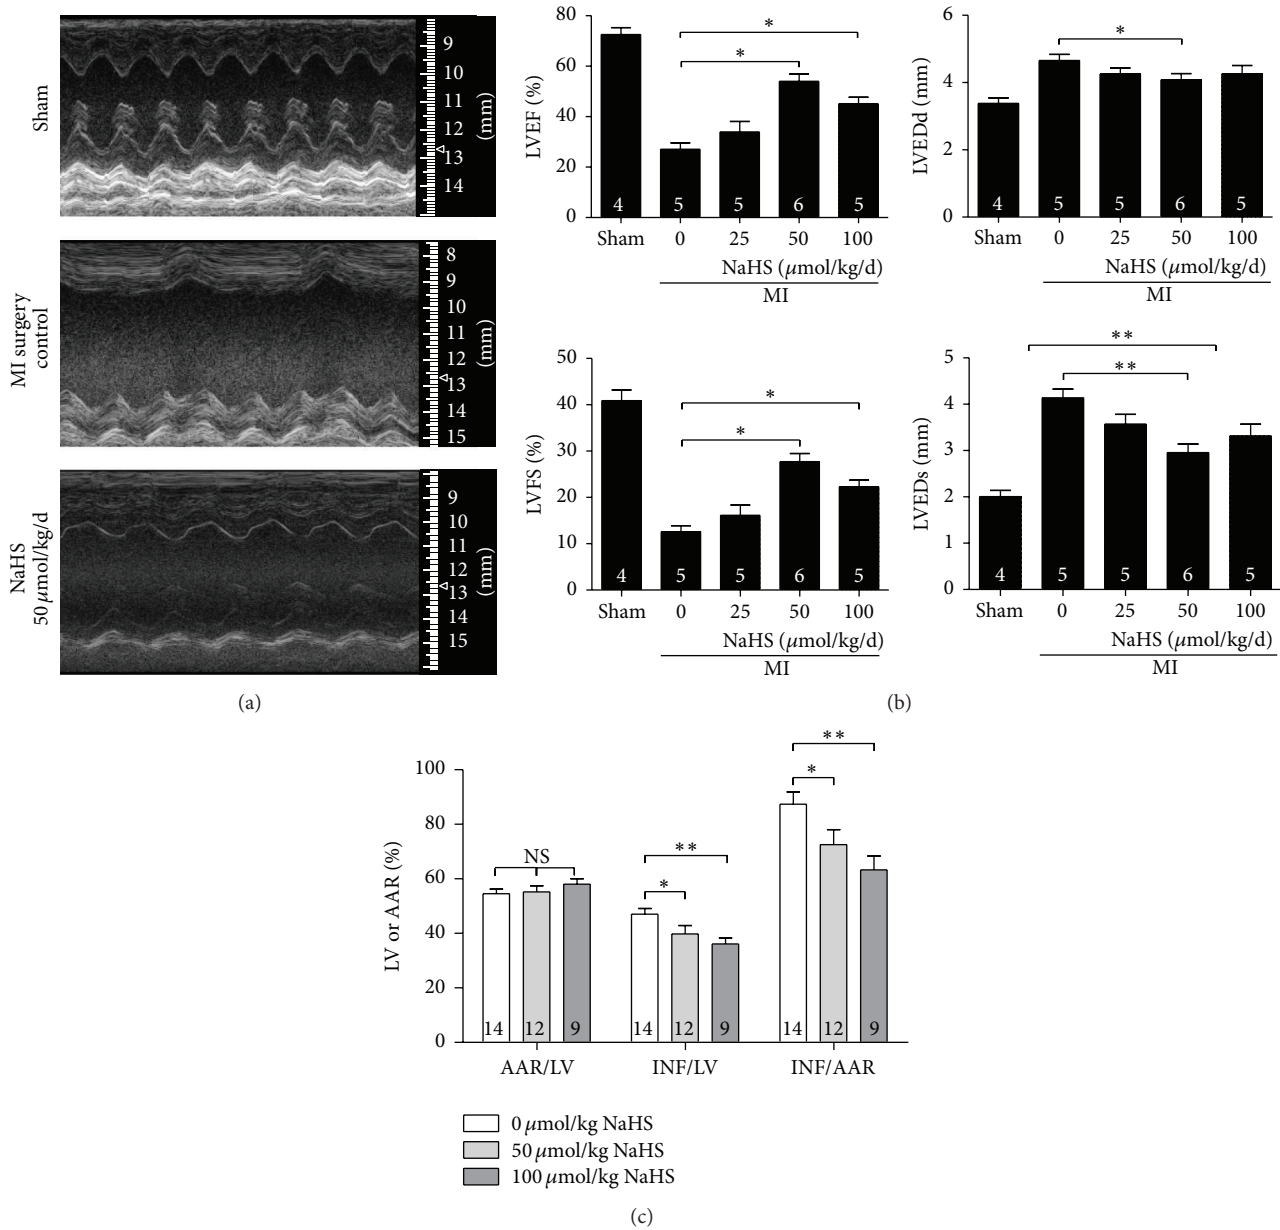 Sham
9
10
11
12
13
14
(mm)
MI surgery
control
8
9
10
11
12
13
14
15
(mm)
NaHS
50 μmol/kg/d
9
10
11
12
13
14
15
(mm)
(a)
LVEF (%)
80
60
40
20
0
*
*
4 5 5 6 5
Sham 0 25 50 100
NaHS (μmol/kg/d)
MI
LVEDd (mm)
6
4
2
0
*
4 5 5 6 5
Sham 0 25 50 100
NaHS (μmol/kg/d)
MI
LVFS (%)
50
40
30
20
10
0
*
*
4 5 5 6 5
Sham 0 25 50 100
NaHS (μmol/kg/d)
MI
LVEDs (mm)
5
4
3
2
1
0
**
**
4 5 5 6 5
Sham 0 25 50 100
NaHS (μmol/kg/d)
MI
(b)
LV or AAR (%)
100
80
60
40
20
0
NS
**
*
**
*
14 12 9 14 12 9 14 12 9
AAR/LV INF/LV INF/AAR
0 μmol/kg NaHS
50 μmol/kg NaHS
100 μmol/kg NaHS
(c)